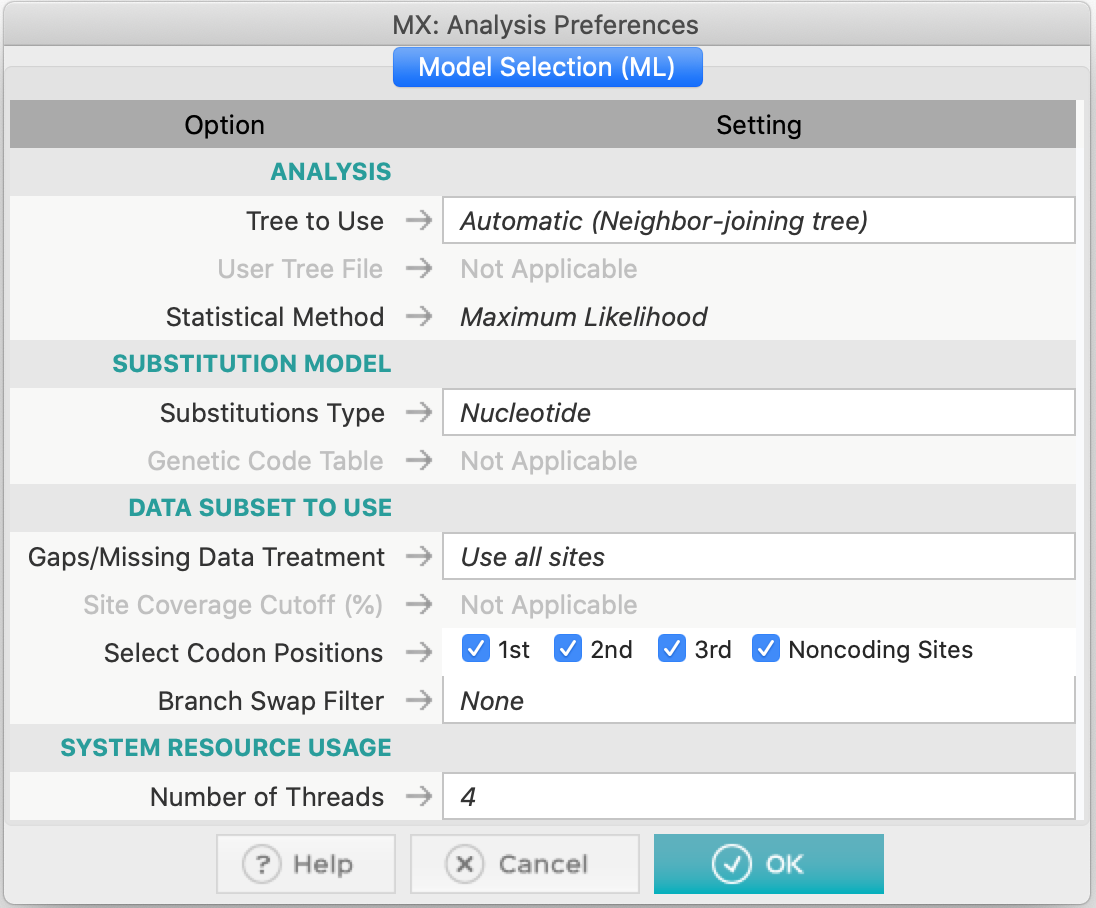 MX: Analysis Preferences
Model Selection (ML)
Option Setting
ANALYSIS
Tree to Use → Automatic (Neighbor-joining tree)
User Tree File → Not Applicable
Statistical Method → Maximum Likelihood
SUBSTITUTION MODEL
Substitutions Type → Nucleotide
Genetic Code Table → Not Applicable
DATA SUBSET TO USE
Gaps/Missing Data Treatment → Use all sites
Site Coverage Cutoff (%) → Not Applicable
Select Codon Positions → 1st 2nd 3rd Noncoding Sites
Branch Swap Filter → None
SYSTEM RESOURCE USAGE
Number of Threads → 4
? Help Cancel OK